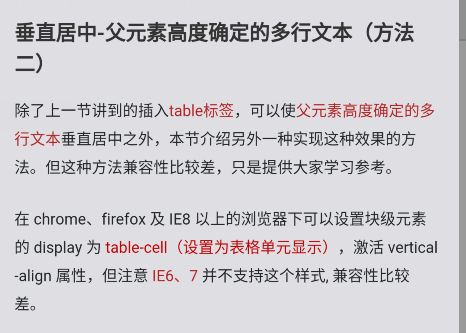 垂直居中-父元素高度确定的多行文本（方法
二）
除了上一节讲到的插入table标签，可以使父元素高度确定的多
行文本垂直居中之外，本节介绍另外一种实现这种效果的方
法。但这种方法兼容性比较差，只是提供大家学习参考。
在 chrome、firefox 及 IE8 以上的浏览器下可以设置块级元素
的 display 为 table-cell（设置为表格单元显示），激活 vertical
-align 属性，但注意 IE6、7 并不支持这个样式, 兼容性比较
差。